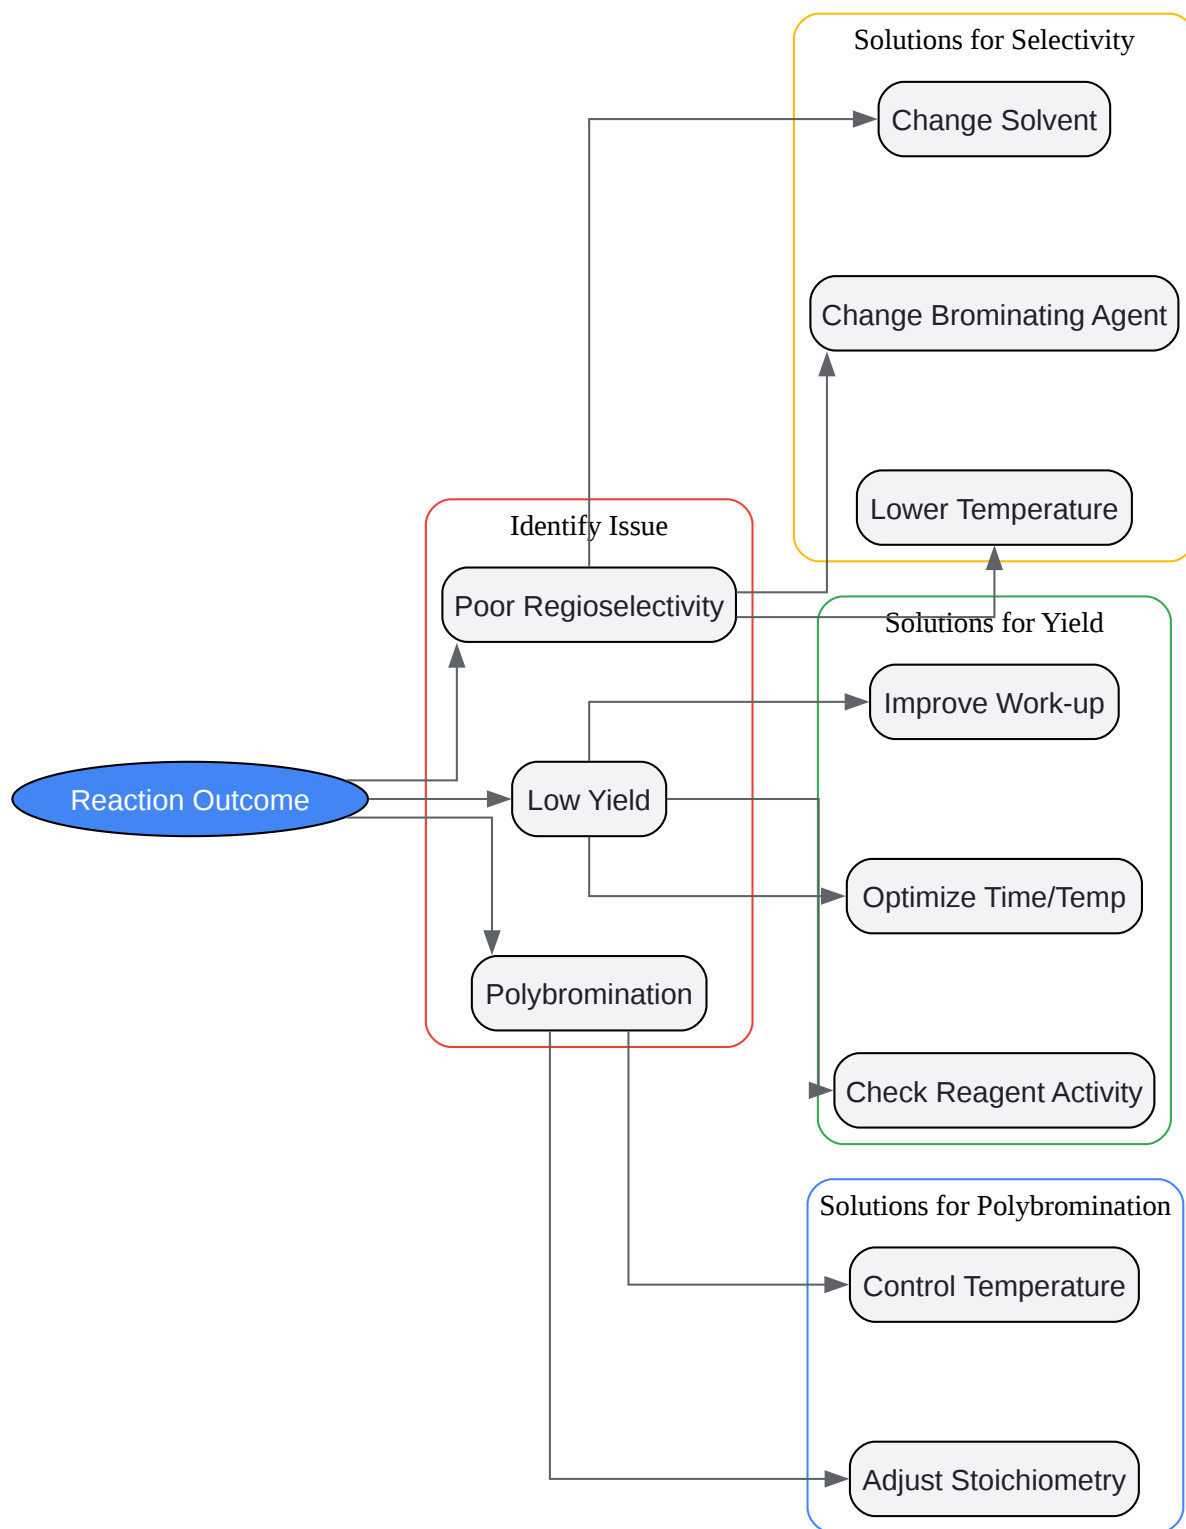 Solutions for Selectivity
Change Solvent
Change Brominating Agent
Lower Temperature
Identify Issue
Poor Regioselectivity
Low Yield
Polybromination
Reaction Outcome
Solutions for Yield
Improve Work-up
Optimize Time/Temp
Check Reagent Activity
Solutions for Polybromination
Control Temperature
Adjust Stoichiometry